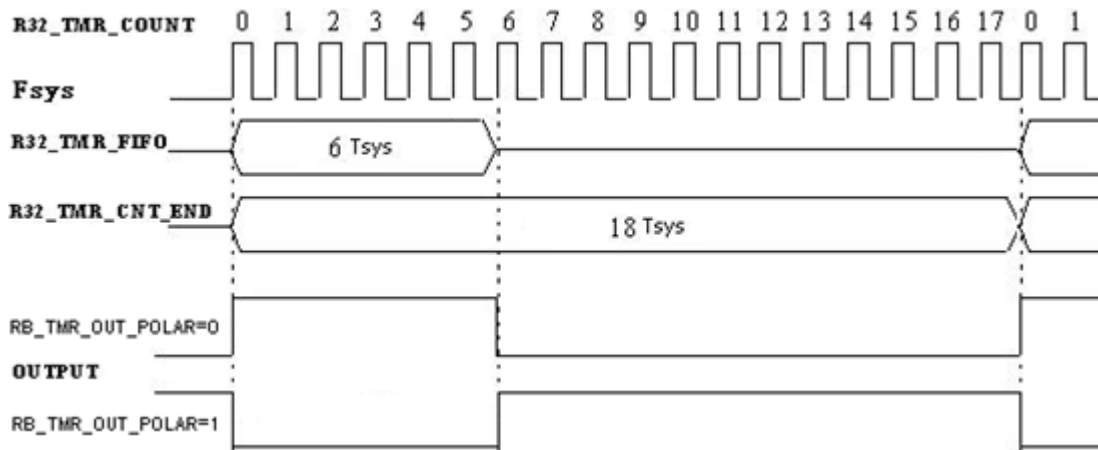 R32_TMR_COUNT 0 1 2 3 4 5 6 7 8 9 10 11 12 13 14 15 16 17 0 1
Fsys
R32_TMR_FIFO 6 Tsys
R32_TMR_CNT_END 18 Tsys
RB_TMR_OUT_POLAR=0
OUTPUT
RB_TMR_OUT_POLAR=1